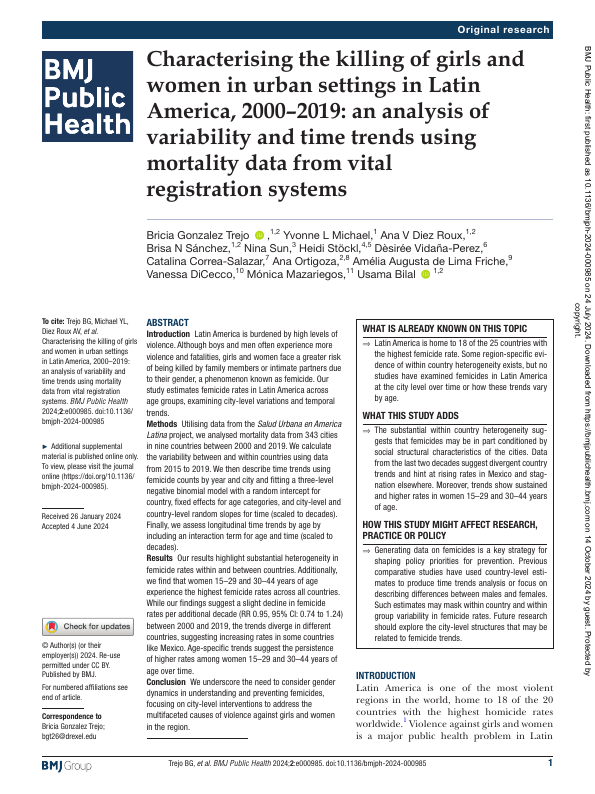 Original research
BMJ
Public
Health
Characterising the killing of girls and
women in urban settings in Latin
America, 2000–2019: an analysis of
variability and time trends using
mortality data from vital
registration systems
Bricia Gonzalez Trejo ,1,2 Yvonne L Michael,1 Ana V Diez Roux,1,2
Brisa N Sánchez,1,2 Nina Sun,3 Heidi Stöckl,4,5 Dèsirée Vidaña-Perez,6
Catalina Correa-Salazar,7 Ana Ortigoza,2,8 Amélia Augusta de Lima Friche,9
Vanessa DiCecco,10 Mónica Mazariegos,11 Usama Bilal 1,2
To cite: Trejo BG, Michael YL,
Diez Roux AV, et al.
Characterising the killing of girls
and women in urban settings in
Latin America, 2000–2019:
an analysis of variability and
time trends using mortality
data from vital registration
systems. BMJ Public Health
2024;2:e000985. doi:10.1136/
bmjph-2024-000985
► Additional supplemental
material is published online only.
To view, please visit the journal
online (https://doi.org/10.1136/
bmjph-2024-000985).
Received 26 January 2024
Accepted 4 June 2024
Check for updates
© Author(s) (or their
employer(s)) 2024. Re-use
permitted under CC BY.
Published by BMJ.
For numbered affiliations see
end of article.
Correspondence to
Bricia Gonzalez Trejo;
bgt26@drexel.edu
ABSTRACT
Introduction Latin America is burdened by high levels of
violence. Although boys and men often experience more
violence and fatalities, girls and women face a greater risk
of being killed by family members or intimate partners due
to their gender, a phenomenon known as femicide. Our
study estimates femicide rates in Latin America across
age groups, examining city-level variations and temporal
trends.
Methods Utilising data from the Salud Urbana en America
Latina project, we analysed mortality data from 343 cities
in nine countries between 2000 and 2019. We calculate
the variability between and within countries using data
from 2015 to 2019. We then describe time trends using
femicide counts by year and city and fitting a three-level
negative binomial model with a random intercept for
country, fixed effects for age categories, and city-level and
country-level random slopes for time (scaled to decades).
Finally, we assess longitudinal time trends by age by
including an interaction term for age and time (scaled to
decades).
Results Our results highlight substantial heterogeneity in
femicide rates within and between countries. Additionally,
we find that women 15–29 and 30–44 years of age
experience the highest femicide rates across all countries.
While our findings suggest a slight decline in femicide
rates per additional decade (RR 0.95, 95% CI: 0.74 to 1.24)
between 2000 and 2019, the trends diverge in different
countries, suggesting increasing rates in some countries
like Mexico. Age-specific trends suggest the persistence
of higher rates among women 15–29 and 30–44 years of
age over time.
Conclusion We underscore the need to consider gender
dynamics in understanding and preventing femicides,
focusing on city-level interventions to address the
multifaceted causes of violence against girls and women
in the region.
WHAT IS ALREADY KNOWN ON THIS TOPIC
⇒ Latin America is home to 18 of the 25 countries with
the highest femicide rate. Some region-specific evi-
dence of within country heterogeneity exists, but no
studies have examined femicides in Latin America
at the city level over time or how these trends vary
by age.
WHAT THIS STUDY ADDS
⇒ The substantial within country heterogeneity sug-
gests that femicides may be in part conditioned by
social structural characteristics of the cities. Data
from the last two decades suggest divergent country
trends and hint at rising rates in Mexico and stag-
nation elsewhere. Moreover, trends show sustained
and higher rates in women 15–29 and 30–44 years
of age.
HOW THIS STUDY MIGHT AFFECT RESEARCH,
PRACTICE OR POLICY
⇒ Generating data on femicides is a key strategy for
shaping policy priorities for prevention. Previous
comparative studies have used country-level esti-
mates to produce time trends analysis or focus on
describing differences between males and females.
Such estimates may mask within country and within
group variability in femicide rates. Future research
should explore the city-level structures that may be
related to femicide trends.
INTRODUCTION
Latin America is one of the most violent
regions in the world, home to 18 of the 20
countries with the highest homicide rates
worldwide.1 Violence against girls and women
is a major public health problem in Latin
BMJ Group
Trejo BG, et al. BMJ Public Health 2024;2:e000985. doi:10.1136/bmjph-2024-000985
1
BMJ Public Health: first published as 10.1136/bmjph-2024-000985 on 24 July 2024. Downloaded from https://bmjpublichealth.bmj.com on 14 October 2024 by guest. Protected by
copyright.